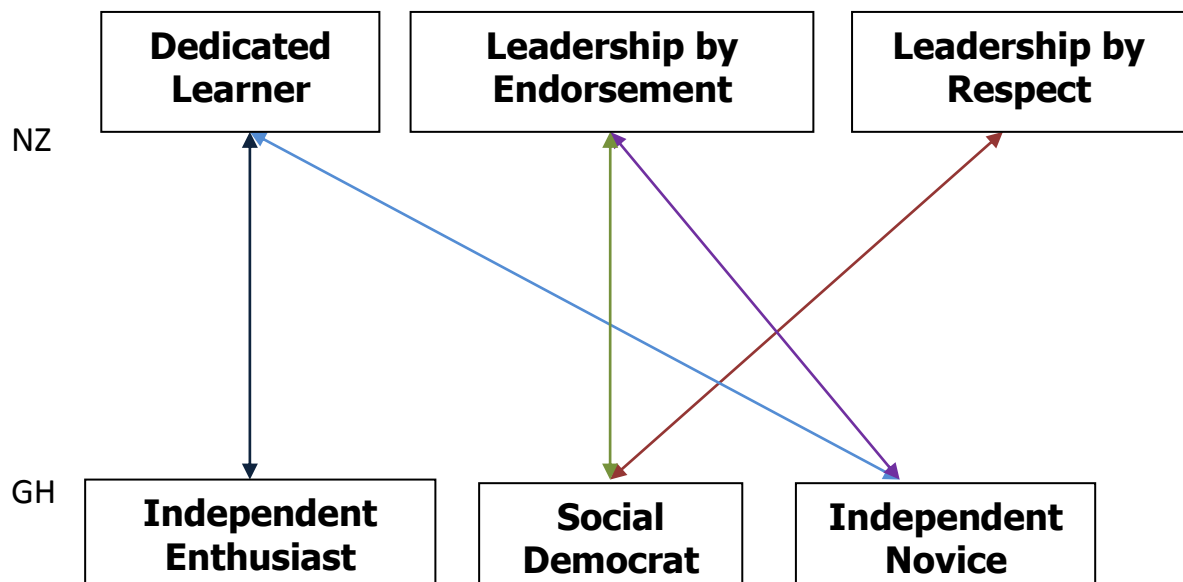 Dedicated
Learner
Leadership by
Endorsement
Leadership by
Respect
NZ
GH
Independent
Enthusiast
Social
Democrat
Independent
Novice